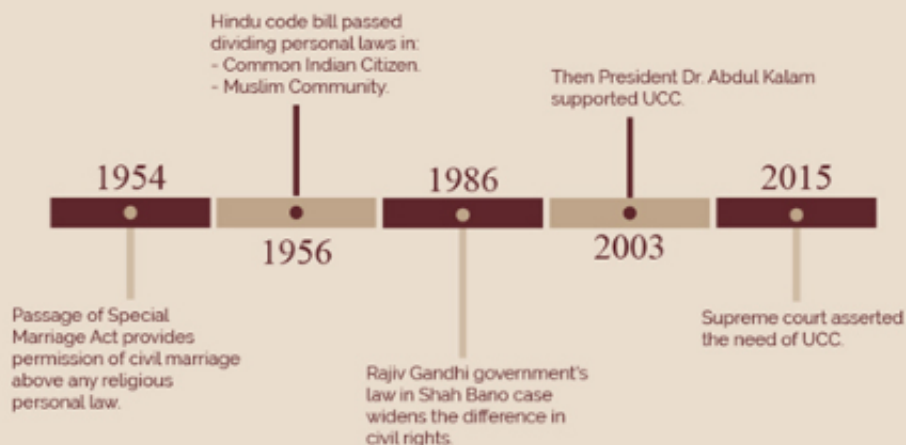 Hindu code bill passed
dividing personal laws in:
- Common Indian Citizen.
- Muslim Community.
Then President Dr. Abdul Kalam
supported UCC.
1954
1986
2015
1956
2003
Passage of Special
Marriage Act provides
permission of civil marriage
above any religious
personal law.
Rajiv Gandhi government's
law in Shah Bano case
widens the difference in
civil rights.
Supreme court asserted
the need of UCC.